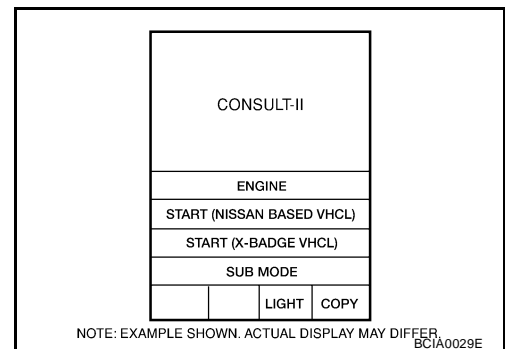 CONSULT-II
ENGINE
START (NISSAN BASED VHCL)
START (X-BADGE VHCL)
SUB MODE
LIGHT COPY
NOTE: EXAMPLE SHOWN. ACTUAL DISPLAY MAY DIFFER.
BCIA0029E